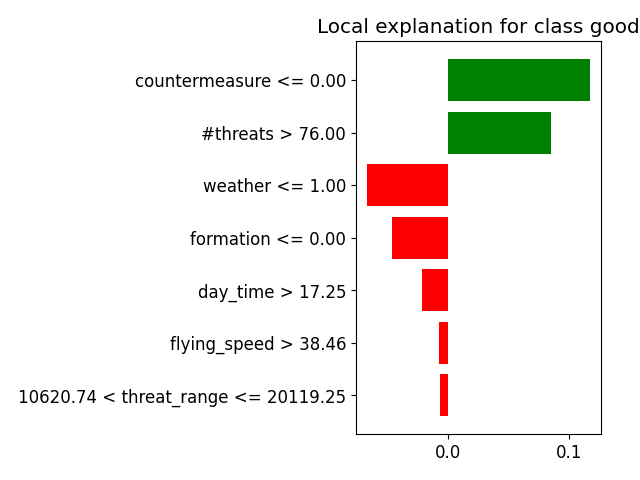 Local explanation for class good
countermeasure <= 0.00
#threats > 76.00
weather <= 1.00
formation <= 0.00
day_time > 17.25
flying_speed > 38.46
10620.74 < threat_range <= 20119.25
0.0 0.1